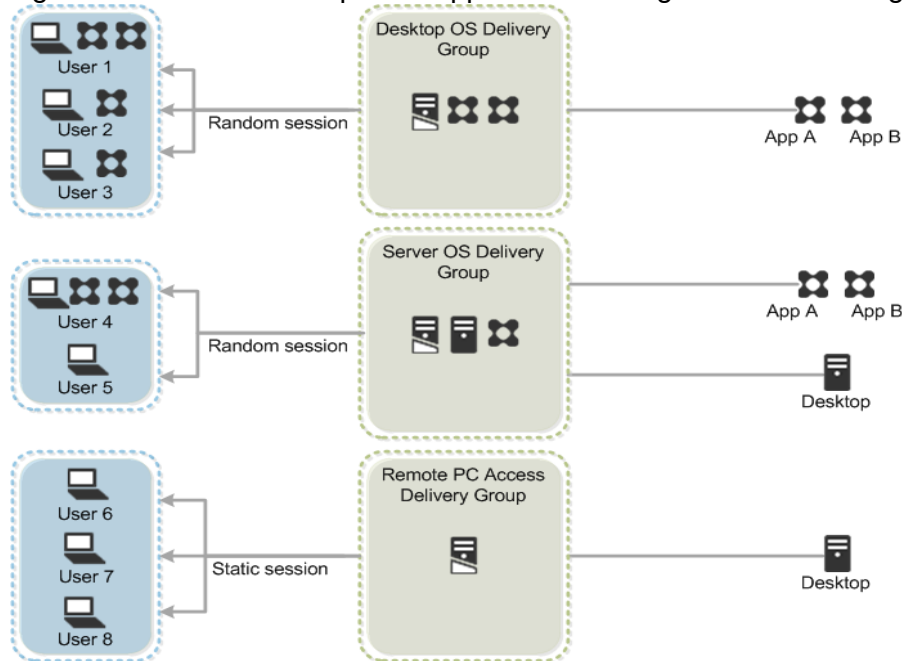 Desktop OS Delivery
Group
User 1
User 2
User 3
Random session
App A
App B
Server OS Delivery
Group
User 4
User 5
Random session
App A
App B
Desktop
Remote PC Access
Delivery Group
User 6
User 7
User 8
Static session
Desktop